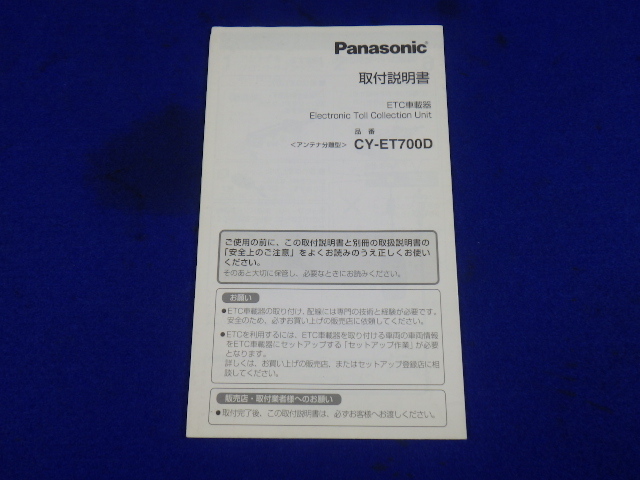 Panasonic
取付説明書
ETC車載器
Electronic Toll Collection Unit
品 番
<アンテナ分離型> CY-ET700D
ご使用の前に、この取付説明書と別冊の取扱説明書の
「安全上のご注意」をよくお読みのうえ正しくお使い
ください。
そのあと大切に保管し、必要なときにお読みください。
お願い
●ETC車載器の取り付け、配線には専門の技術と経験が必要です。
安全のため、必ずお買い上げの販売店に依頼してください。
●ETCを利用するには、ETC車載器を取り付ける車両の車両情報
をETC車載器にセットアップする「セットアップ作業」が必要
となります。
詳しくは、お買い上げの販売店、またはセットアップ登録店に相
談してください。
販売店・取付業者様へのお願い
●取付完了後、この取付説明書は、必ずお客様へお渡しください。